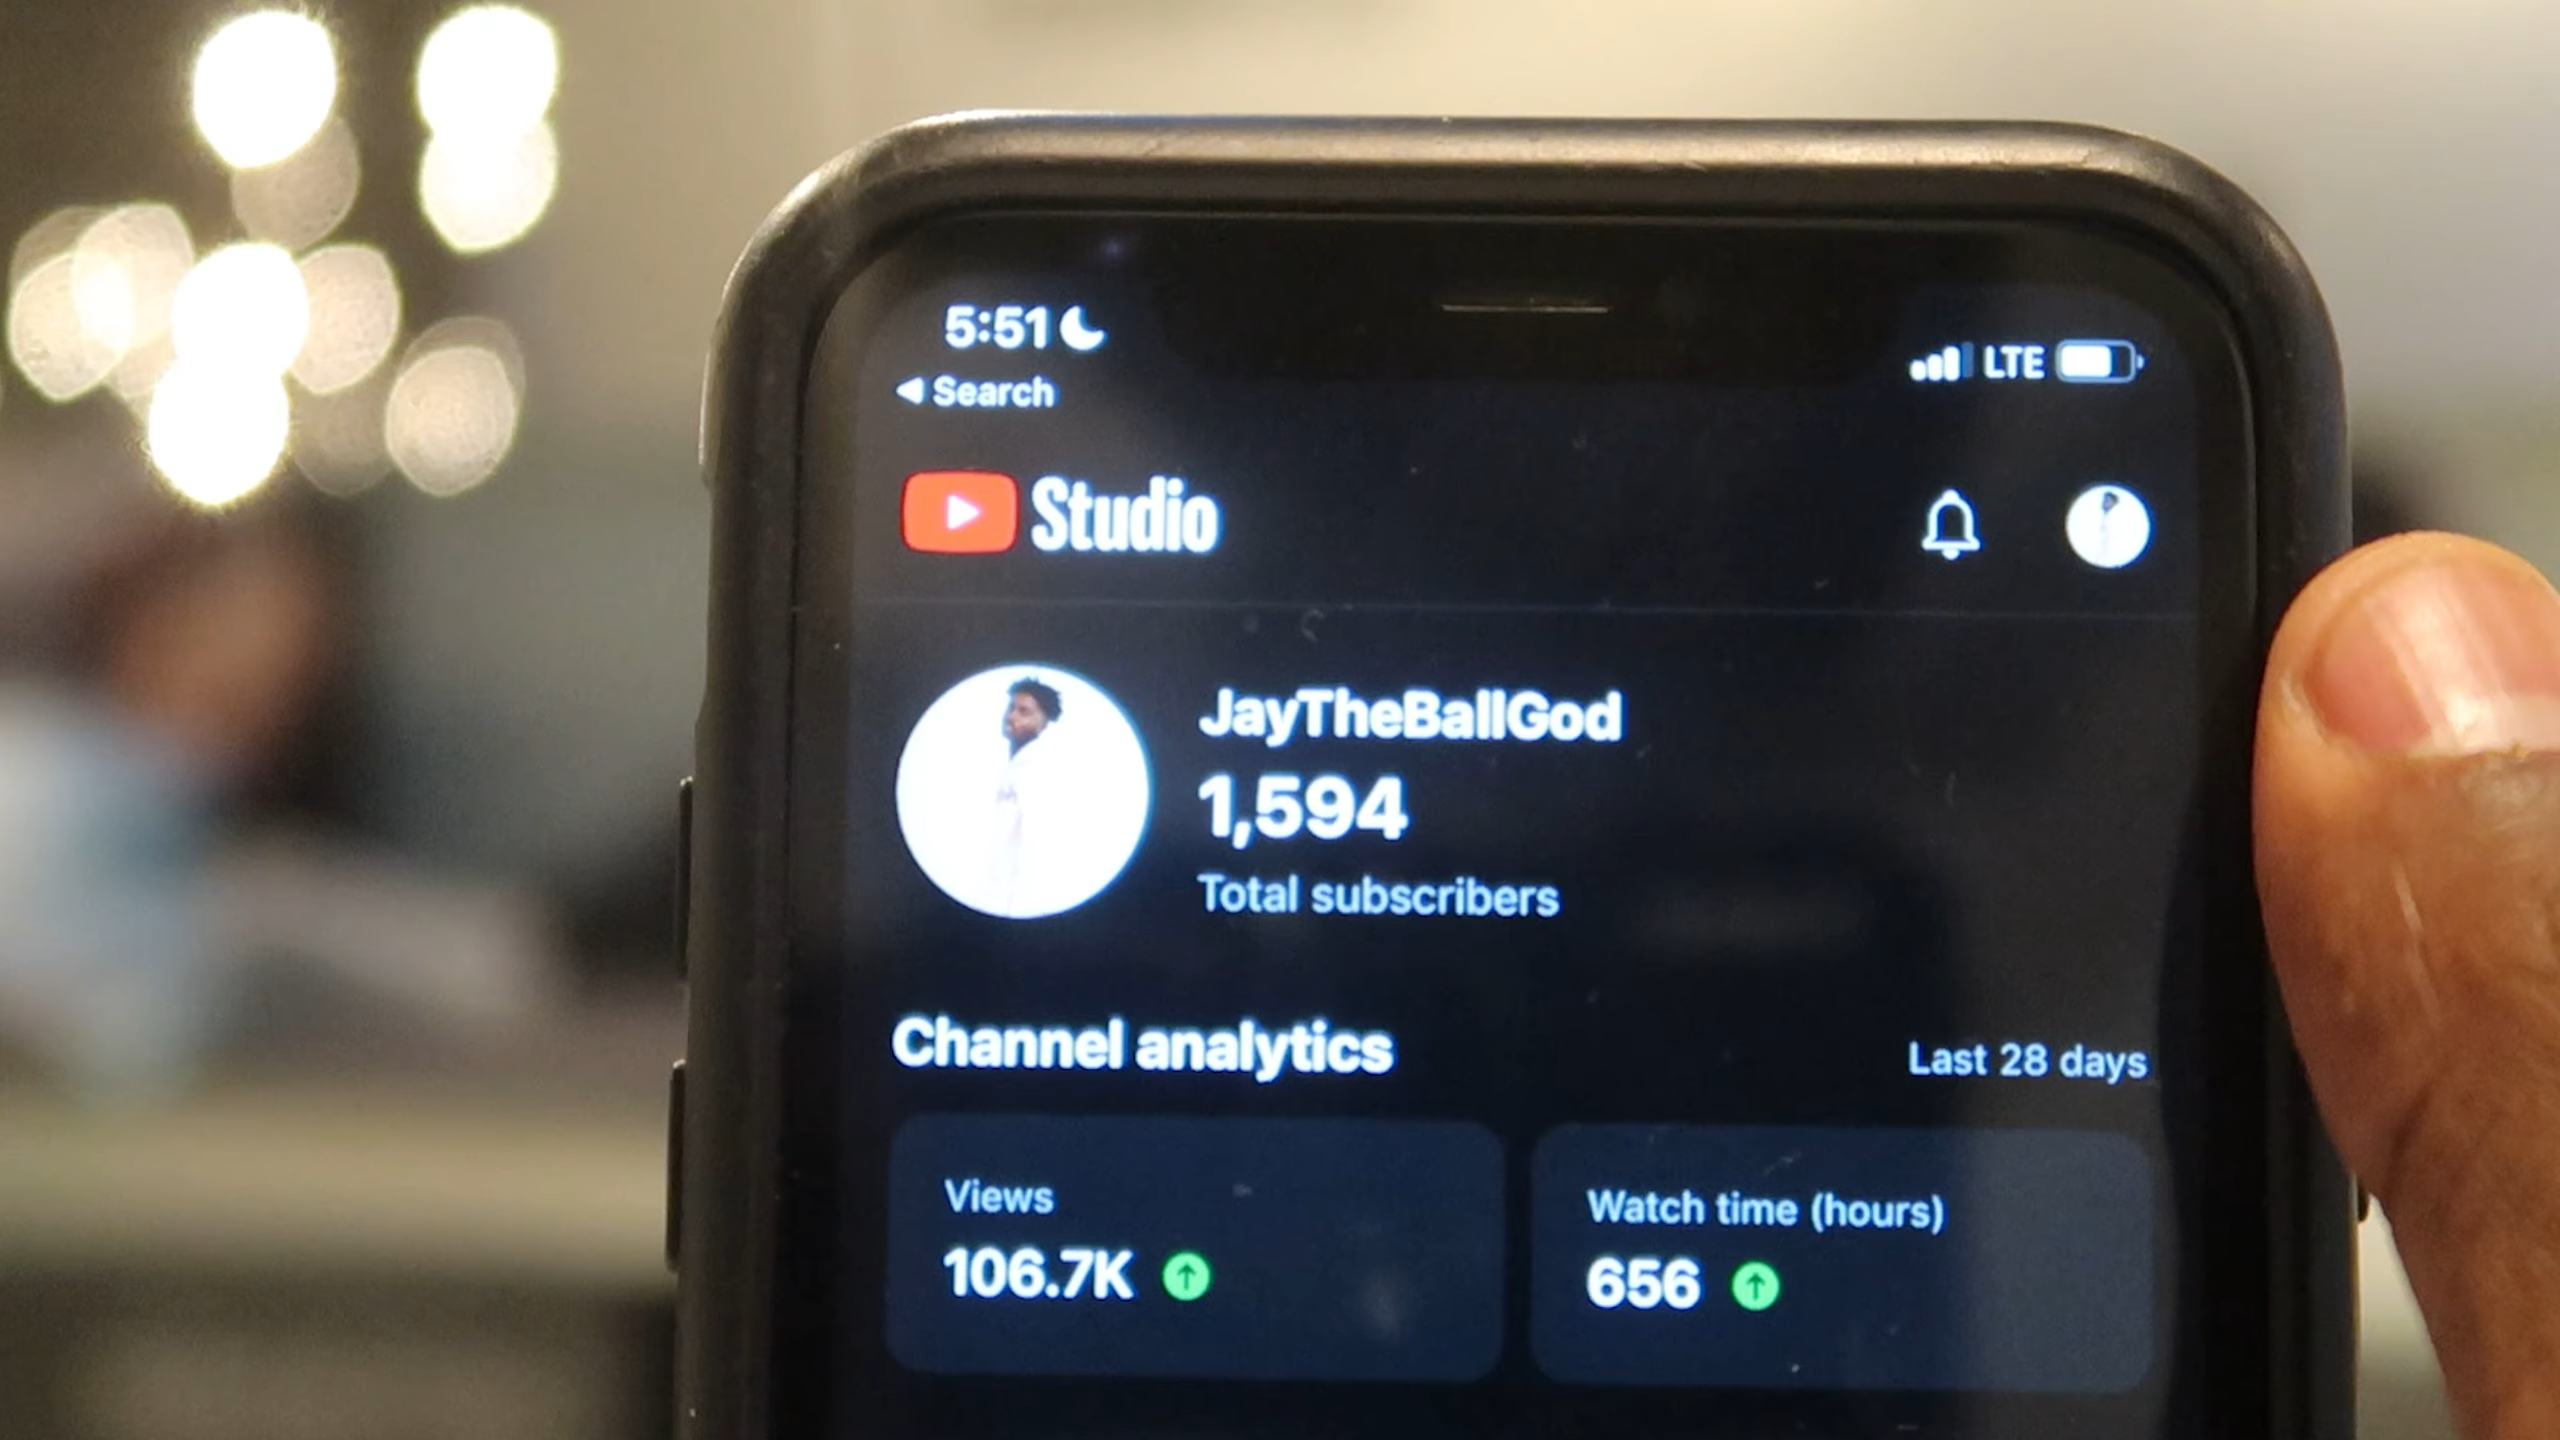 5:51
Search
LTE
Studio
JayTheBallGod
1,594
Total subscribers
Channel analytics
Last 28 days
Views
Watch time (hours)
106.7K
656